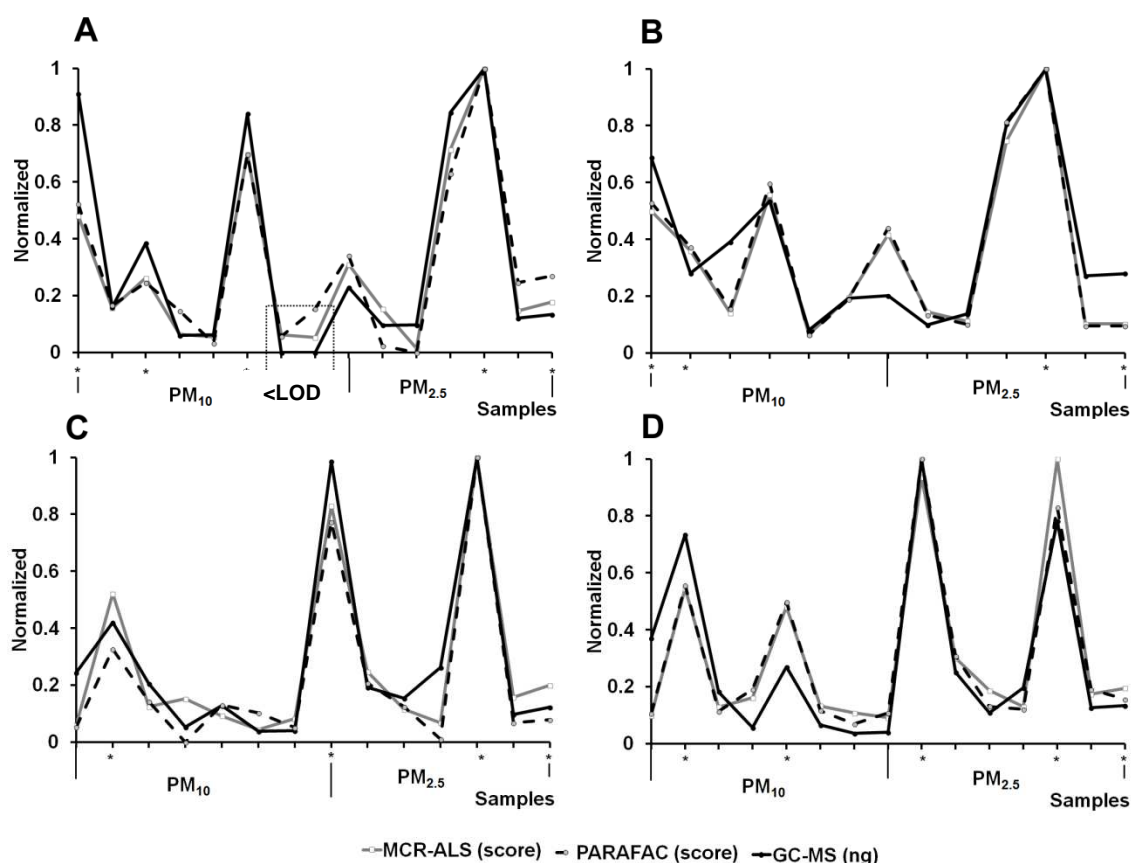 A
1
0.8
0.6
0.4
0.2
0
Normalized
* * * * *
PM₁₀
<LOD
PM₂.₅
Samples
B
1
0.8
0.6
0.4
0.2
0
Normalized
* * * *
PM₁₀
PM₂.₅
Samples
C
1
0.8
0.6
0.4
0.2
0
Normalized
* * * *
PM₁₀
PM₂.₅
Samples
D
1
0.8
0.6
0.4
0.2
0
Normalized
* * * * *
PM₁₀
PM₂.₅
Samples
MCR-ALS (score) PARAFAC (score) GC-MS (ng)